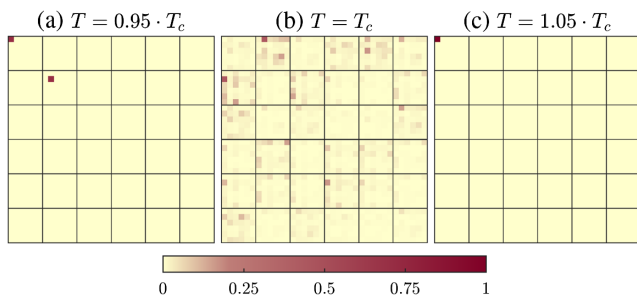 (a) T = 0.95 · T_c (b) T = T_c (c) T = 1.05 · T_c
0 0.25 0.5 0.75 1